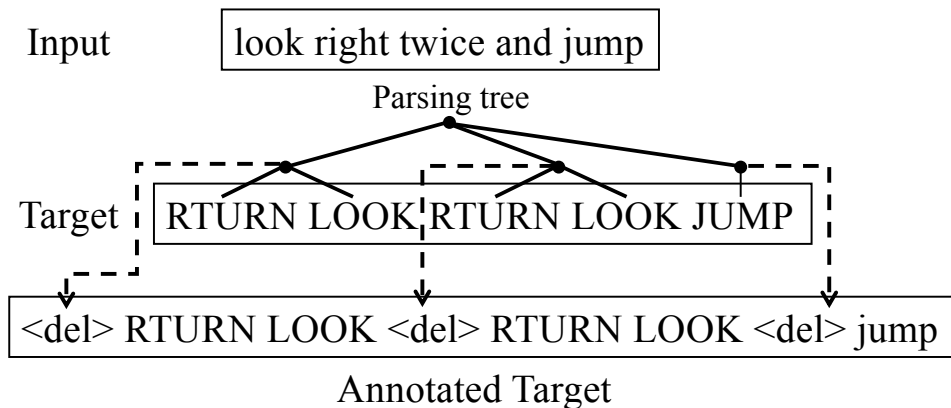 Input look right twice and jump
Parsing tree
Target RTURN LOOK RTURN LOOK JUMP
<del> RTURN LOOK <del> RTURN LOOK <del> jump
Annotated Target